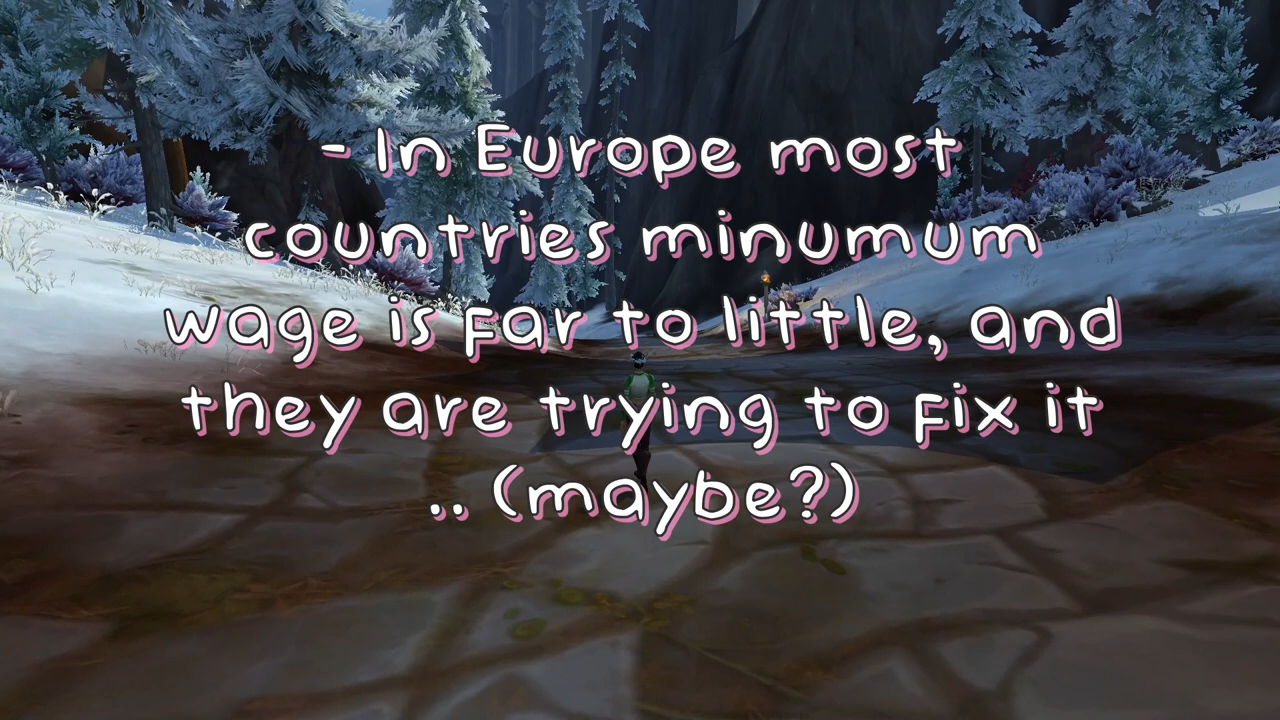 - In Europe most
countries minumum
wage is far to little, and
they are trying to fix it
.. (maybe?)